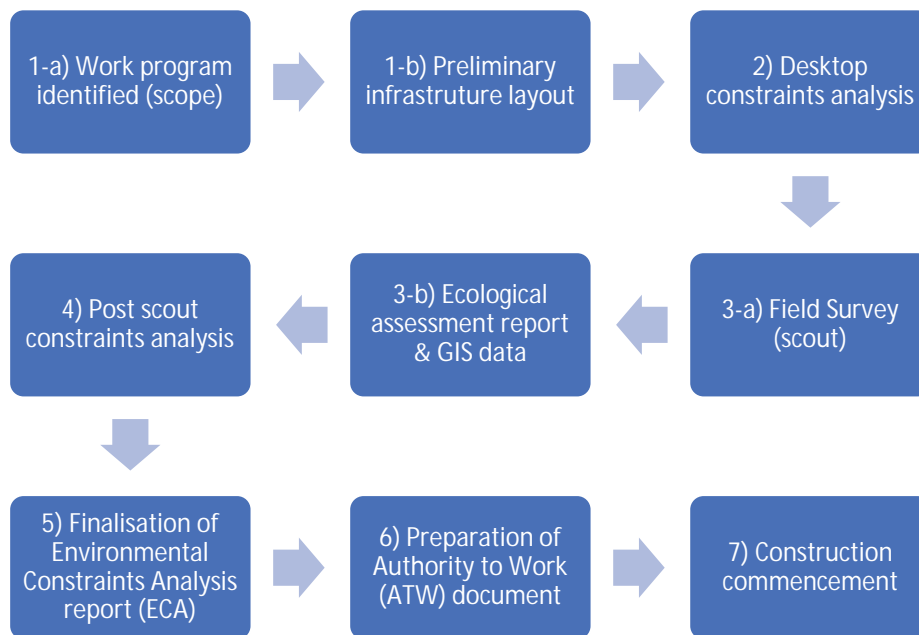 1-a) Work program
identified (scope)
1-b) Preliminary
infrastruture layout
2) Desktop
constraints analysis
3-a) Field Survey
(scout)
3-b) Ecological
assessment report
& GIS data
4) Post scout
constraints analysis
5) Finalisation of
Environmental
Constraints Analysis
report (ECA)
6) Preparation of
Authority to Work
(ATW) document
7) Construction
commencement